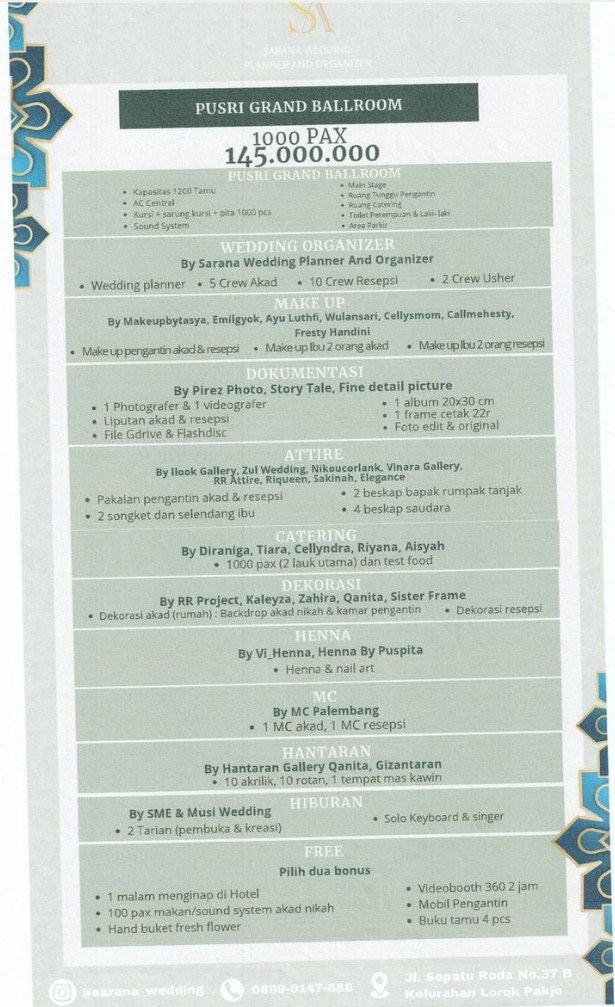 SA
SARANA WEDDING
PLANNER AND ORGANIZER
PUSRI GRAND BALLROOM
1000 PAX
145.000.000
PUSRI GRAND BALLROOM
• Kapasitas 1200 Tamu
• AC Central
• Kursi + sarung kursi + pita 1000 pcs
• Sound System
• Main Stage
• Ruang Tunggu Pengantin
• Ruang Catering
• Toilet Perempuan & Laki- laki
• Area Parkir
WEDDING ORGANIZER
By Sarana Wedding Planner And Organizer
• Wedding planner • 5 Crew Akad • 10 Crew Resepsi • 2 Crew Usher
MAKE UP
By Makeupbytasya, Emilgyok, Ayu Luthfi, Wulansari, Cellysmom, Callmehesty,
Fresty Handini
• Make up pengantin akad & resepsi • Make up Ibu 2 orang akad • Make up Ibu 2 orang resepsi
DOKUMENTASI
By Pirez Photo, Story Tale, Fine detail picture
• 1 Photografer & 1 videografer
• Liputan akad & resepsi
• File Gdrive & Flashdisc
• 1 album 20x30 cm
• 1 frame cetak 22r
• Foto edit & original
ATTIRE
By Ilook Gallery, Zul Wedding, Nikoucorlank, Vinara Gallery,
RR Attire, Riqueen, Sakinah, Elegance
• Pakaian pengantin akad & resepsi
• 2 songket dan selendang ibu
• 2 beskap bapak rumpak tanjak
• 4 beskap saudara
CATERING
By Diraniga, Tiara, Cellyndra, Riyana, Aisyah
• 1000 pax (2 lauk utama) dan test food
DEKORASI
By RR Project, Kaleyza, Zahira, Qanita, Sister Frame
• Dekorasi akad (rumah) : Backdrop akad nikah & kamar pengantin • Dekorasi resepsi
HENNA
By Vi_Henna, Henna By Puspita
• Henna & nail art
MC
By MC Palembang
• 1 MC akad, 1 MC resepsi
HANTARAN
By Hantaran Gallery Qanita, Gizantaran
• 10 akrilik, 10 rotan, 1 tempat mas kawin
HIBURAN
By SME & Musi Wedding
• 2 Tarian (pembuka & kreasi)
• Solo Keyboard & singer
FREE
Pilih dua bonus
• 1 malam menginap di Hotel
• 100 pax makan/sound system akad nikah
• Hand buket fresh flower
• Videobooth 360 2 jam
• Mobil Pengantin
• Buku tamu 4 pcs
@sarana_wedding
0896-0147-686
Jl. Sepatu Roda No.37 B
Kelurahan Lorok Pakjo